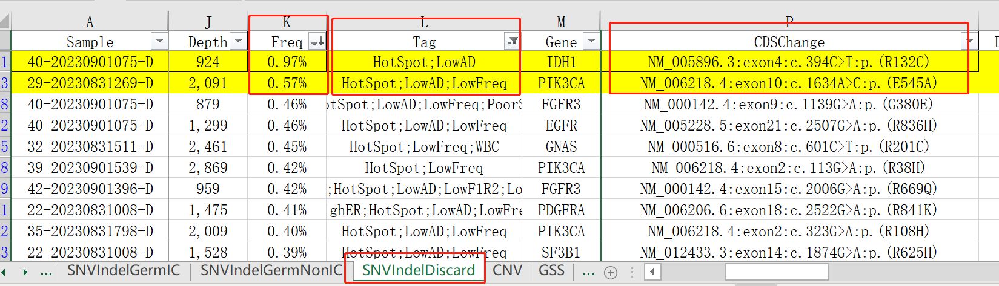 A J K L M P
Sample Depth Freq Tag Gene CDSChange
1 40-20230901075-D 924 0.97% HotSpot;LowAD IDH1 NM_005896.3:exon4:c.394C>T:p.(R132C)
3 29-20230831269-D 2,091 0.57% HotSpot;LowAD;LowFreq PIK3CA NM_006218.4:exon10:c.1634A>C:p.(E545A)
8 40-20230901075-D 879 0.46% otSpot;LowAD;LowFreq;PoorS FGFR3 NM_000142.4:exon9:c.1139G>A:p.(G380E)
2 40-20230901075-D 1,299 0.46% HotSpot;LowAD;LowFreq EGFR NM_005228.5:exon21:c.2507G>A:p.(R836H)
5 32-20230831511-D 2,461 0.45% HotSpot;LowFreq;WBC GNAS NM_000516.6:exon8:c.601C>T:p.(R201C)
8 39-20230901539-D 2,869 0.42% HotSpot;LowFreq PIK3CA NM_006218.4:exon2:c.113G>A:p.(R38H)
9 42-20230901396-D 959 0.42% ;HotSpot;LowAD;LowF1R2;Lo FGFR3 NM_000142.4:exon15:c.2006G>A:p.(R669Q)
1 22-20230831008-D 1,475 0.41% ighER;HotSpot;LowAD;LowFre PDGFRA NM_006206.6:exon18:c.2522G>A:p.(R841K)
2 35-20230831798-D 2,009 0.40% HotSpot;LowAD;LowFreq PIK3CA NM_006218.4:exon2:c.323G>A:p.(R108H)
3 22-20230831008-D 1,528 0.39% HotSpot;LowAD;LowFreq SF3B1 NM_012433.3:exon14:c.1874G>A:p.(R625H)
... SNVIndelGermIC SNVIndelGermNonIC SNVIndelDiscard CNV GSS ...